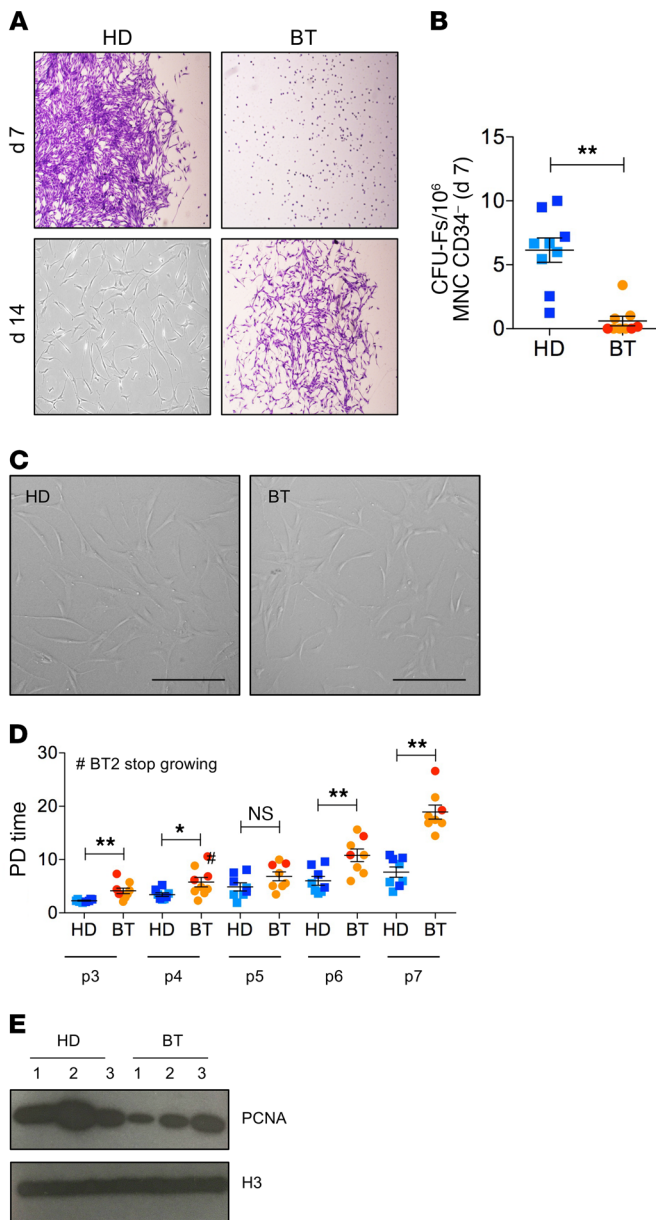 A
HD BT
d 7
d 14
B
CFU-Fs/10⁶
MNC CD34⁻ (d 7)
15
10
5
0
**
HD BT
C
HD BT
D
PD time
30
20
10
0
# BT2 stop growing
** * NS ** **
#
HD BT HD BT HD BT HD BT HD BT
p3 p4 p5 p6 p7
E
HD BT
1 2 3 1 2 3
PCNA
H3